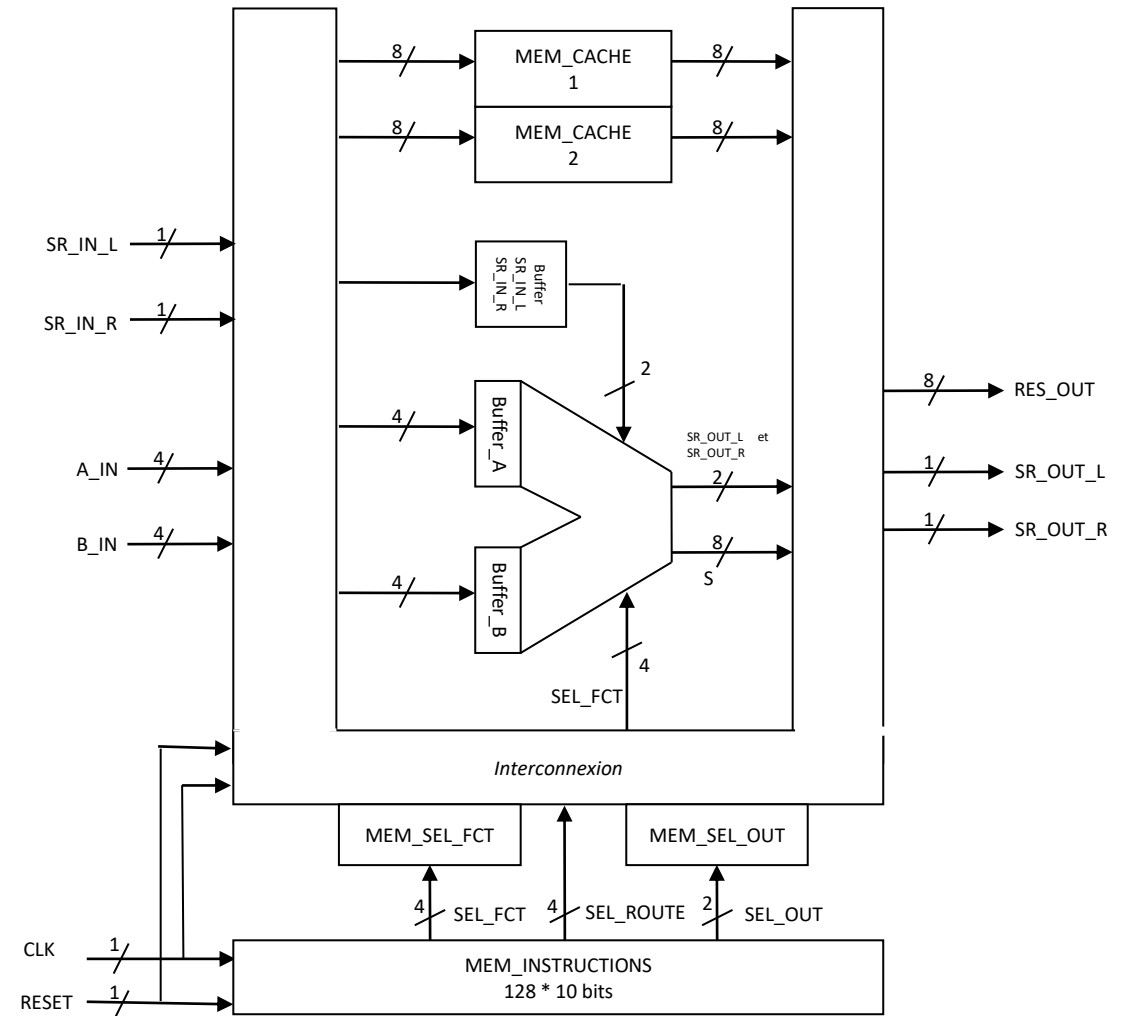 8
MEM_CACHE
1
8
8
MEM_CACHE
2
8
SR_IN_L
1
SR_IN_R
1
Buffer
SR_IN_L
SR_IN_R
2
A_IN
4
B_IN
4
4
Buffer_A
4
Buffer_B
SR_OUT_L et
SR_OUT_R
2
8
S
4
SEL_FCT
8
RES_OUT
1
SR_OUT_L
1
SR_OUT_R
Interconnexion
MEM_SEL_FCT
MEM_SEL_OUT
4
SEL_FCT
4
SEL_ROUTE
2
SEL_OUT
CLK
1
RESET
1
MEM_INSTRUCTIONS
128 * 10 bits